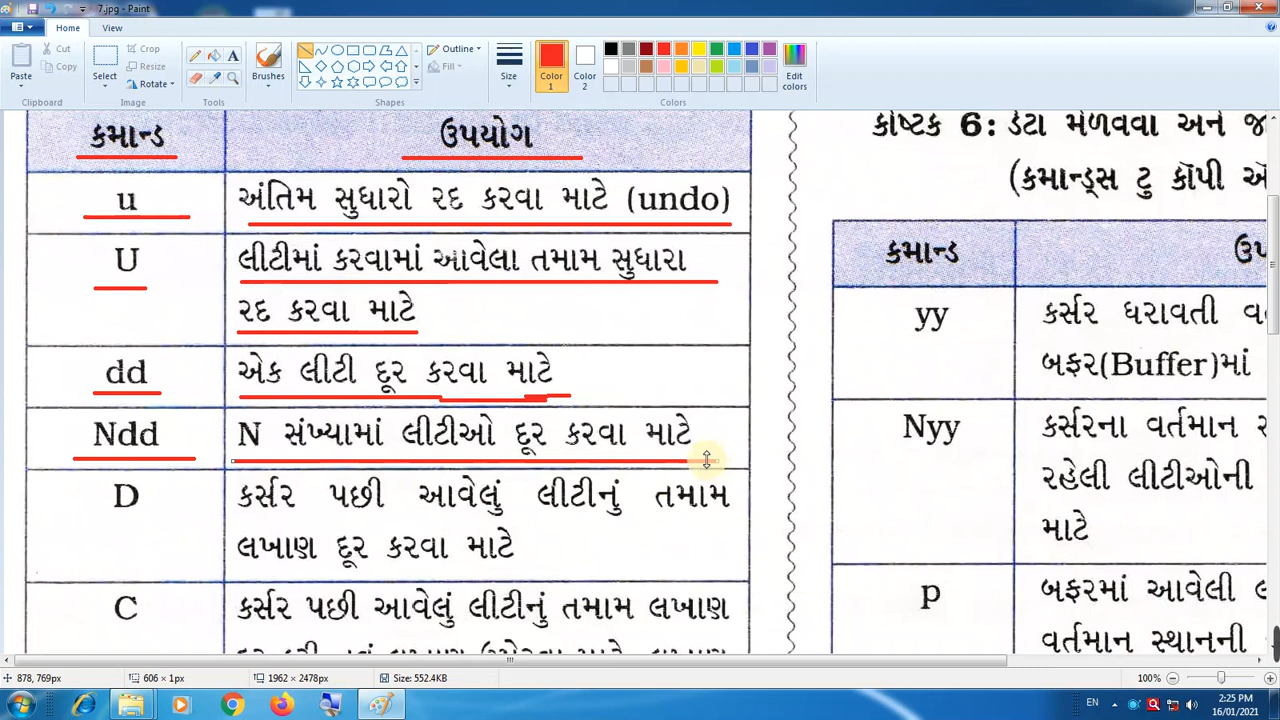 7.jpg - Paint
Home View
Paste
Cut
Copy
Clipboard
Select
Crop
Resize
Rotate
Image
Tools
Brushes
Outline
Fill
Shapes
Size
Color 1
Color 2
Edit colors
Colors
કમાન્ડ ઉપયોગ
u અંતિમ સુધારો રદ કરવા માટે (undo)
U લીટીમાં કરવામાં આવેલા તમામ સુધારા
રદ કરવા માટે
dd એક લીટી દૂર કરવા માટે
Ndd N સંખ્યામાં લીટીઓ દૂર કરવા માટે
D કર્સર પછી આવેલું લીટીનું તમામ
લખાણ દૂર કરવા માટે
C કર્સર પછી આવેલું લીટીનું તમામ લખાણ
કોષ્ટક 6: ડેટા મેળવવા અને
(કમાન્ડ્સ ટુ કૉપી
કમાન્ડ
yy કર્સર ધરાવતી
બફર(Buffer)માં
Nyy કર્સરના વર્તમાન
રહેલી લીટીઓની
માટે
p બફરમાં આવેલી
વર્તમાન સ્થાનની
878, 769px 606 × 1px 1962 × 2478px Size: 552.4KB 100%
EN 2:25 PM
16/01/2021